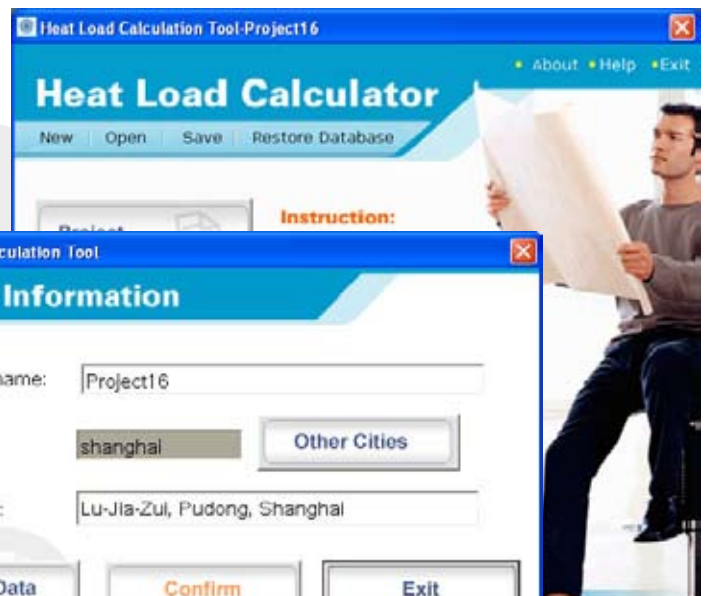 Heat Load Calculation Tool-Project16
About Help Exit
Heat Load Calculator
New Open Save Restore Database
Project
Instruction:
culation Tool
Information
name: Project16
shanghai Other Cities
: Lu-Jia-Zui, Pudong, Shanghai
Data Confirm Exit